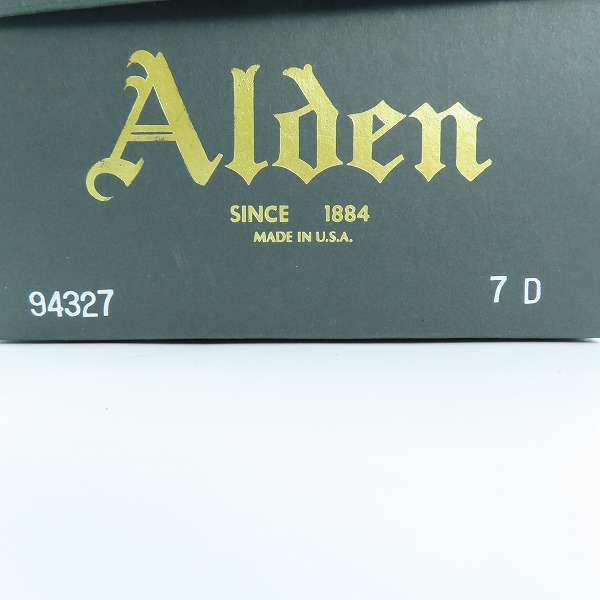 Alden
SINCE 1884
MADE IN U.S.A.
94327 7 D